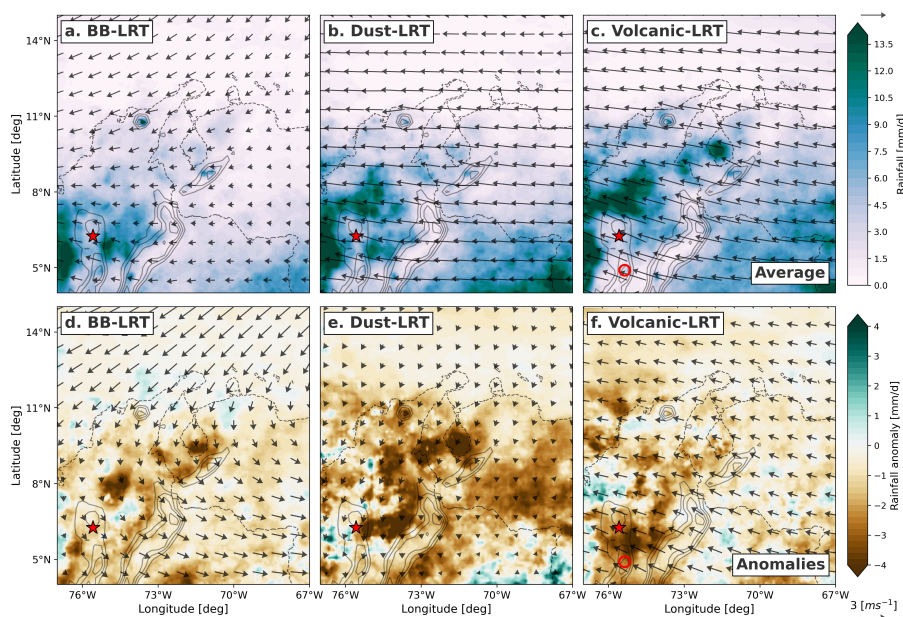 a. BB-LRT
b. Dust-LRT
c. Volcanic-LRT
15°N
11°N
8°N
5°N
Latitude [deg]
Average
13.5
12.0
10.5
9.0
7.5
6.0
4.5
3.0
1.5
0.0
Rainfall [mm/d]
d. BB-LRT
e. Dust-LRT
f. Volcanic-LRT
15°N
11°N
8°N
5°N
Latitude [deg]
Anomalies
4
3
2
1
0
−1
−2
−3
−4
Rainfall anomaly [mm/d]
76°W 73°W 70°W 67°W
76°W 73°W 70°W 67°W
76°W 73°W 70°W 67°W
Longitude [deg]
Longitude [deg]
Longitude [deg]
3 [ms⁻¹]